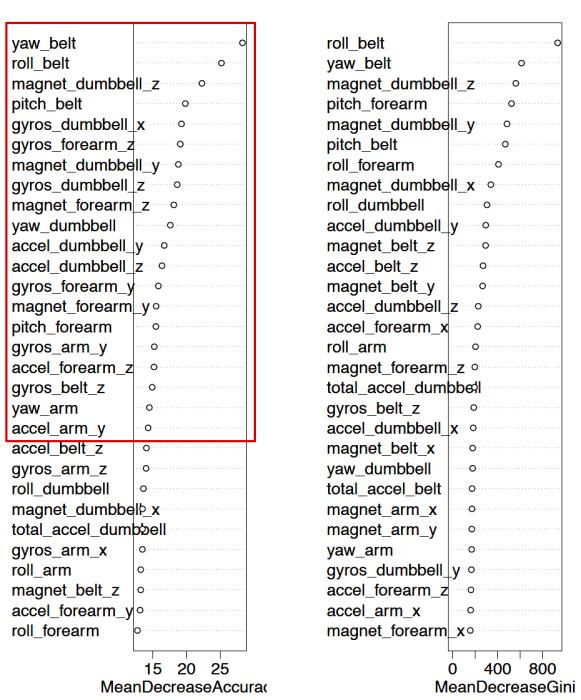 yaw_belt
roll_belt
magnet_dumbbell_z
pitch_belt
gyros_dumbbell_x
gyros_forearm_z
magnet_dumbbell_y
gyros_dumbbell_z
magnet_forearm_z
yaw_dumbbell
accel_dumbbell_y
accel_dumbbell_z
gyros_forearm_y
magnet_forearm_y
pitch_forearm
gyros_arm_y
accel_forearm_z
gyros_belt_z
yaw_arm
accel_arm_y
accel_belt_z
gyros_arm_z
roll_dumbbell
magnet_dumbbell_x
total_accel_dumbbell
gyros_arm_x
roll_arm
magnet_belt_z
accel_forearm_y
roll_forearm
15 20 25
MeanDecreaseAccurac
roll_belt
yaw_belt
magnet_dumbbell_z
pitch_forearm
magnet_dumbbell_y
pitch_belt
roll_forearm
magnet_dumbbell_x
roll_dumbbell
accel_dumbbell_y
magnet_belt_z
accel_belt_z
magnet_belt_y
accel_dumbbell_z
accel_forearm_x
roll_arm
magnet_forearm_z
total_accel_dumbbell
gyros_belt_z
accel_dumbbell_x
magnet_belt_x
yaw_dumbbell
total_accel_belt
magnet_arm_x
magnet_arm_y
yaw_arm
gyros_dumbbell_y
accel_forearm_z
accel_arm_x
magnet_forearm_x
0 400 800
MeanDecreaseGini